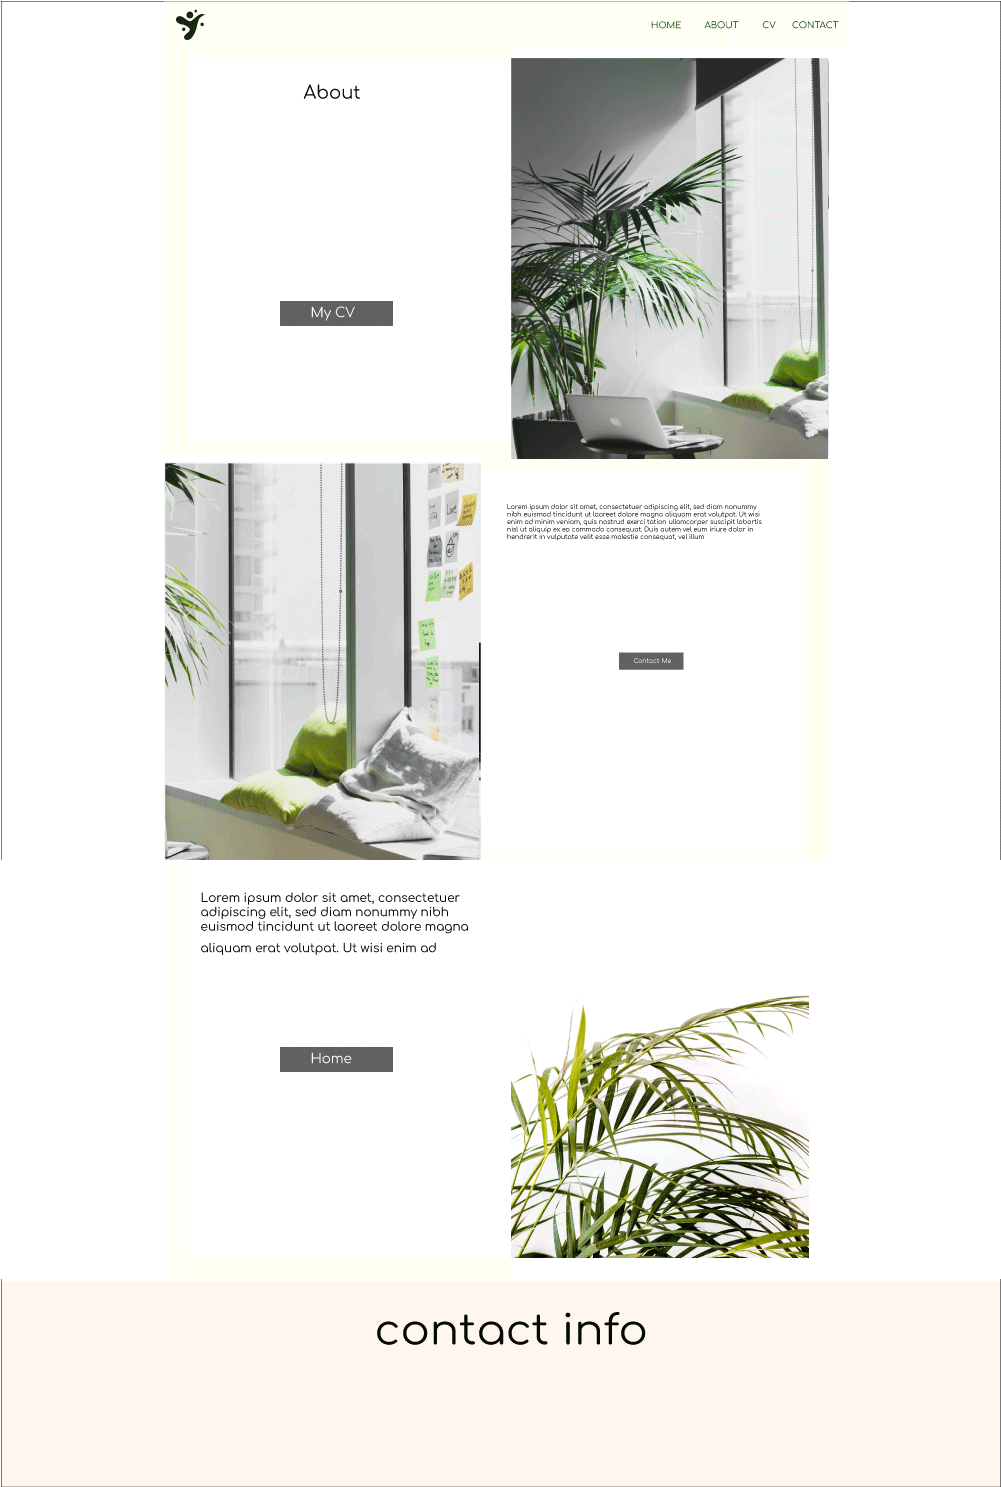 HOME ABOUT CV CONTACT
About
My CV
Love
Lorem ipsum dolor sit amet, consectetuer adipiscing elit, sed diam nonummy
nibh euismod tincidunt ut laoreet dolore magna aliquam erat volutpat. Ut wisi
enim ad minim veniam, quis nostrud exerci tation ullamcorper suscipit lobortis
nisl ut aliquip ex ea commodo consequat. Duis autem vel eum iriure dolor in
hendrerit in vulputate velit esse molestie consequat, vel illum
Contact Me
Lorem ipsum dolor sit amet, consectetuer
adipiscing elit, sed diam nonummy nibh
euismod tincidunt ut laoreet dolore magna
aliquam erat volutpat. Ut wisi enim ad
Home
contact info